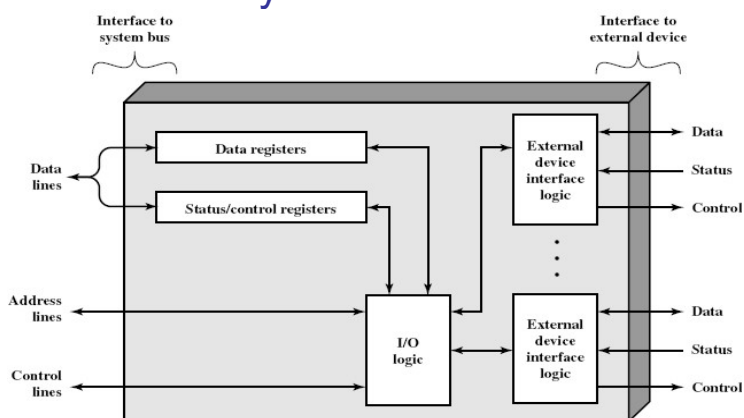 y
Interface to
system bus
Interface to
external device
Data registers
Status/control registers
Data
lines
Address
lines
Control
lines
I/O
logic
External
device
interface
logic
External
device
interface
logic
Data
Status
Control
Data
Status
Control